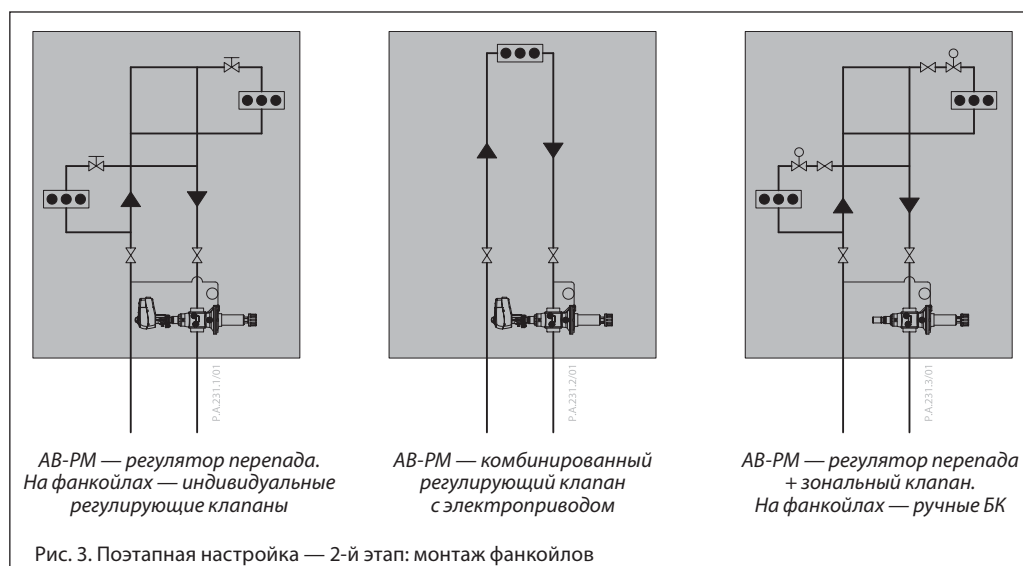 P.A.231.1/01
P.A.231.2/01
P.A.231.3/01
AB-PM — регулятор перепада.
На фанкойлах — индивидуальные
регулирующие клапаны
AB-PM — комбинированный
регулирующий клапан
с электроприводом
AB-PM — регулятор перепада
+ зональный клапан.
На фанкойлах — ручные БК
Рис. 3. Поэтапная настройка — 2-й этап: монтаж фанкойлов